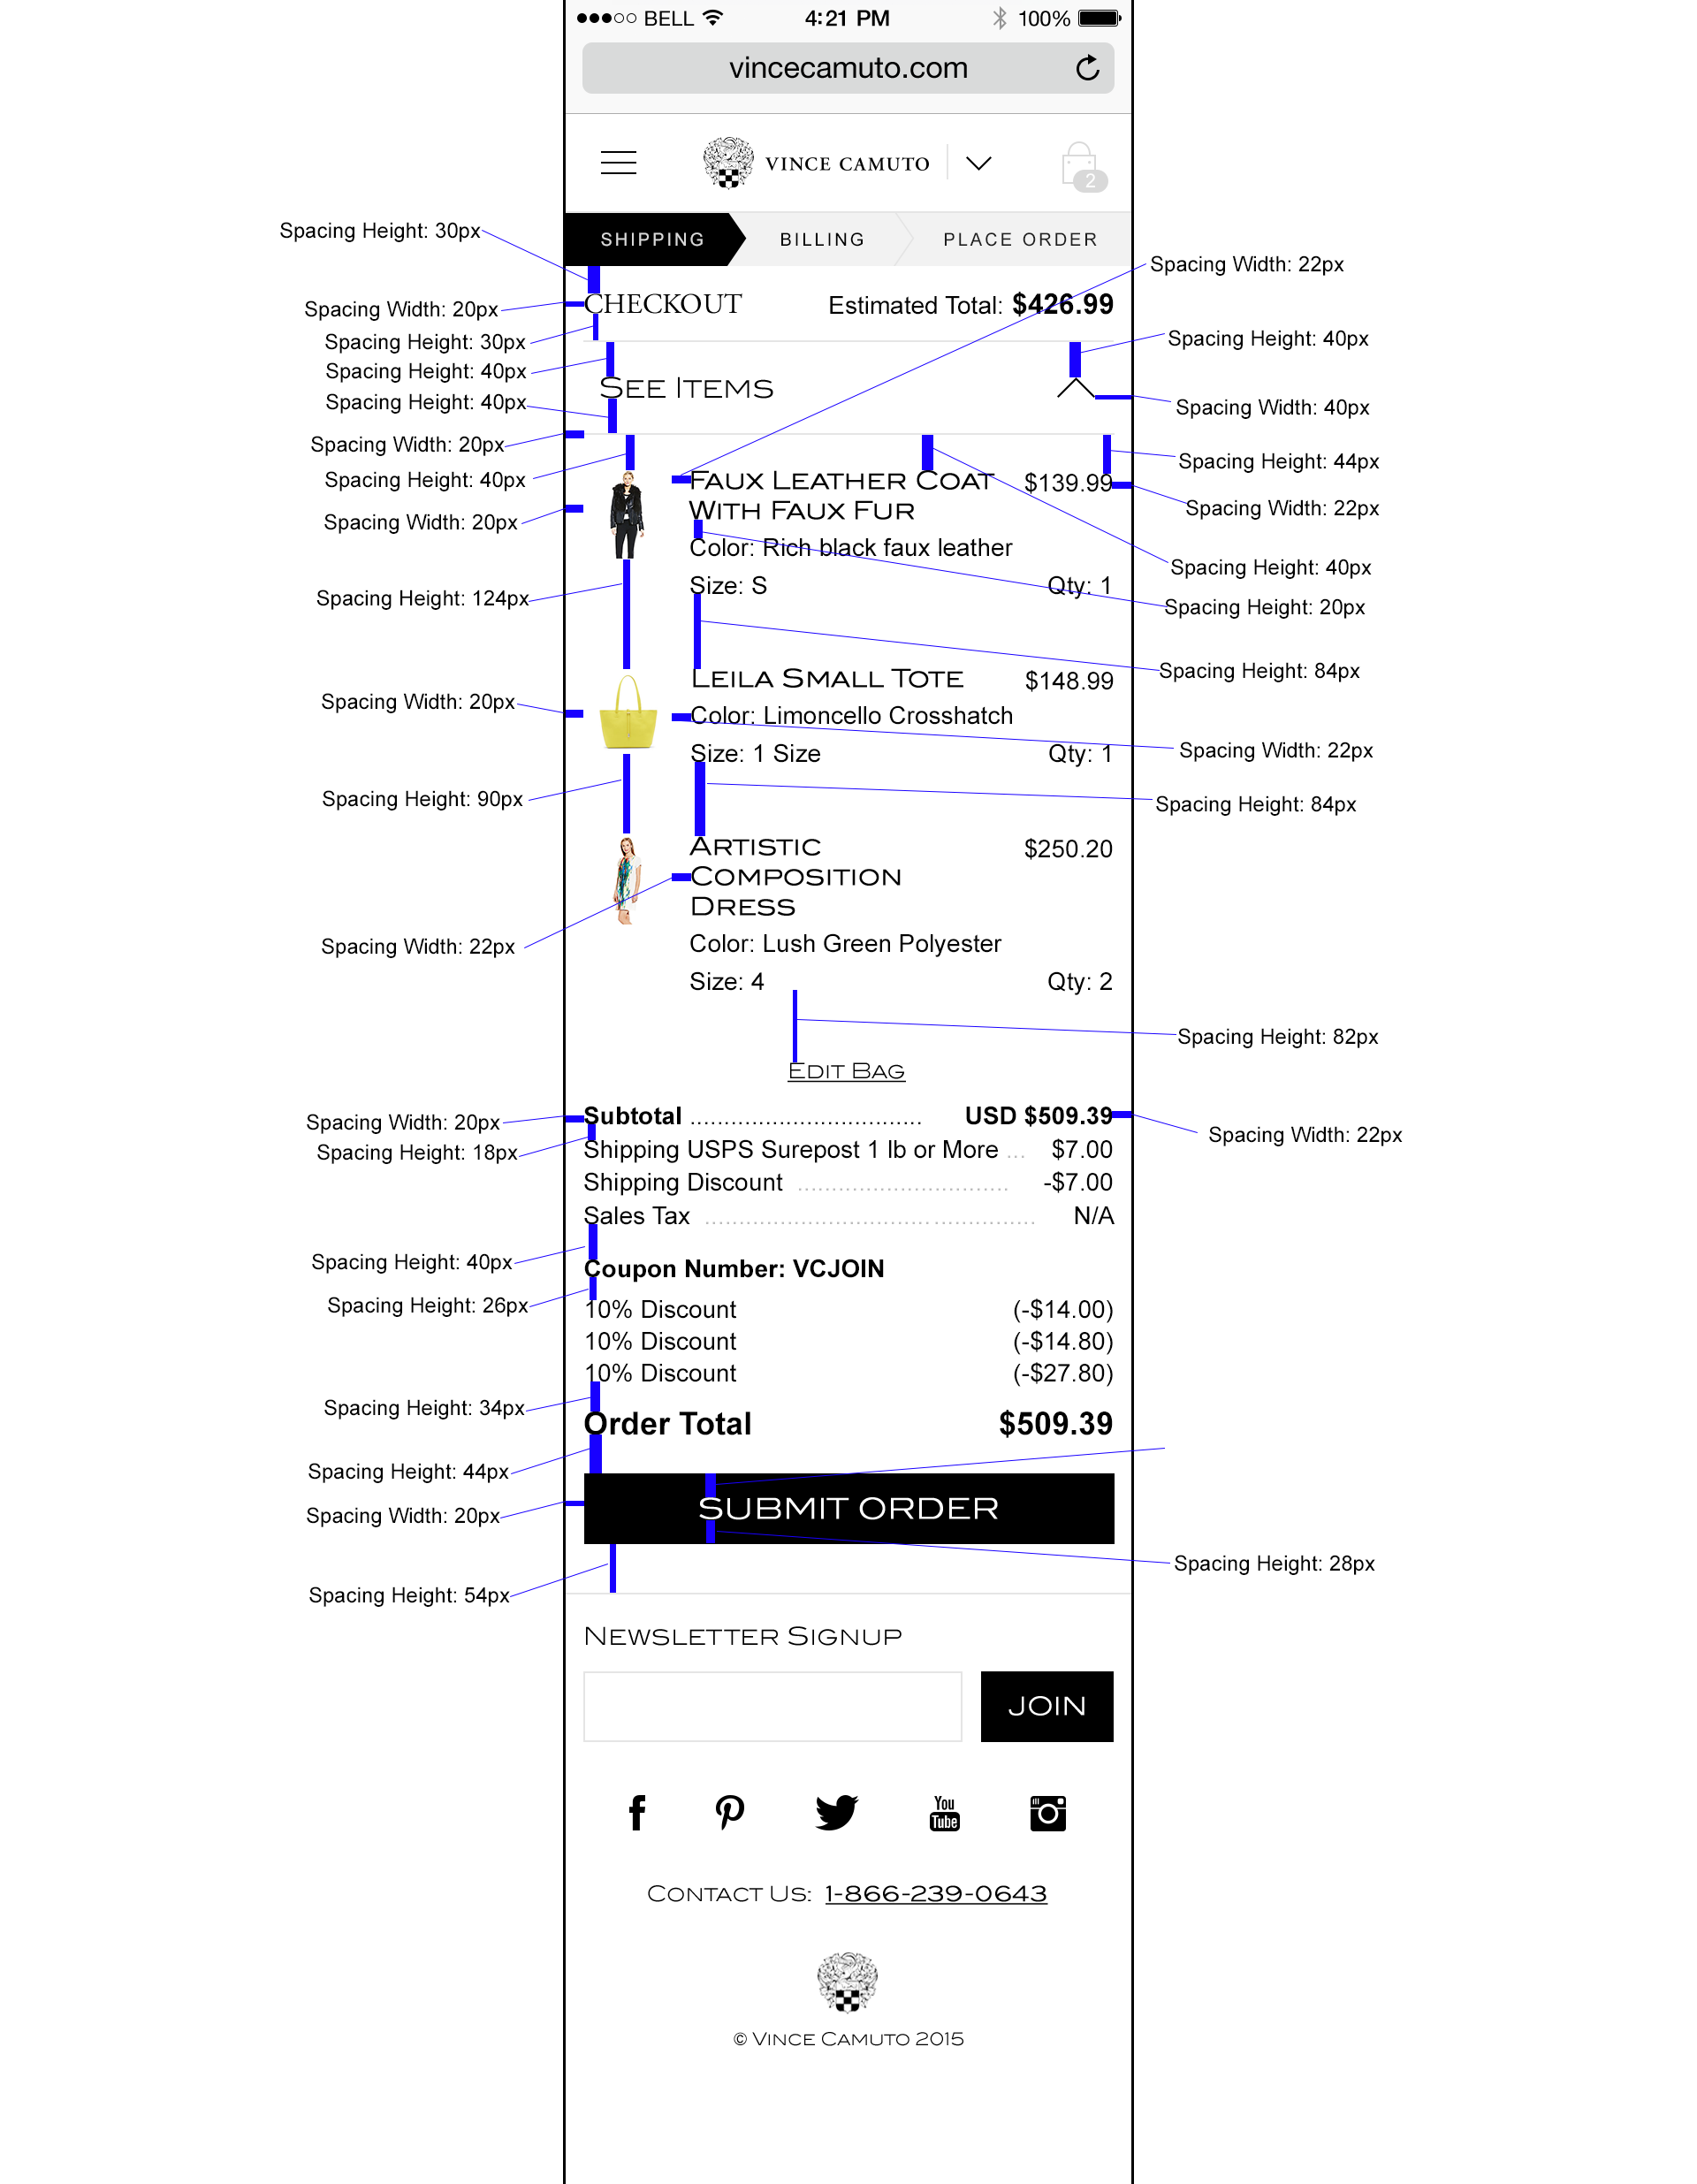 BELL 4:21 PM 100%
vincecamuto.com
VINCE CAMUTO 2
SHIPPING BILLING PLACE ORDER
Spacing Height: 30px
Spacing Width: 22px
CHECKOUT Estimated Total: $426.99
Spacing Width: 20px
Spacing Height: 30px
Spacing Height: 40px
Spacing Height: 40px
See Items
Spacing Height: 40px
Spacing Width: 40px
Spacing Width: 20px
Spacing Height: 44px
Spacing Height: 40px
Faux Leather Coat $139.99
With Faux Fur
Spacing Width: 22px
Spacing Width: 20px
Color: Rich black faux leather
Spacing Height: 40px
Size: S Qty: 1
Spacing Height: 124px
Spacing Height: 20px
Spacing Height: 84px
Leila Small Tote $148.99
Spacing Width: 20px
Color: Limoncello Crosshatch
Spacing Width: 22px
Size: 1 Size Qty: 1
Spacing Height: 90px
Spacing Height: 84px
Artistic $250.20
Composition
Dress
Spacing Width: 22px
Color: Lush Green Polyester
Size: 4 Qty: 2
Spacing Height: 82px
Edit Bag
Spacing Width: 20px
Subtotal .................................. USD $509.39
Spacing Width: 22px
Spacing Height: 18px
Shipping USPS Surepost 1 lb or More ... $7.00
Shipping Discount ............................... -$7.00
Sales Tax ................................................. N/A
Spacing Height: 40px
Coupon Number: VCJOIN
Spacing Height: 26px
10% Discount (-$14.00)
10% Discount (-$14.80)
10% Discount (-$27.80)
Spacing Height: 34px
Order Total $509.39
Spacing Height: 44px
Spacing Width: 20px
SUBMIT ORDER
Spacing Height: 28px
Spacing Height: 54px
Newsletter Signup
JOIN
You
Tube
Contact Us: 1-866-239-0643
© Vince Camuto 2015